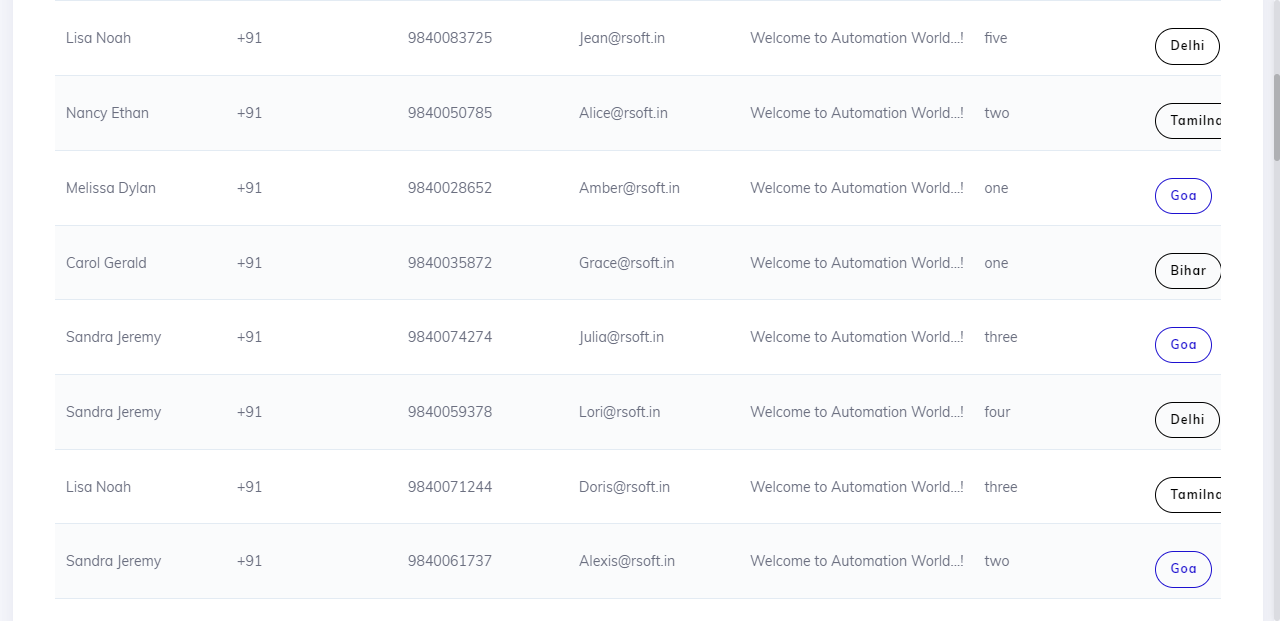 Lisa Noah +91 9840083725 Jean@rsoft.in Welcome to Automation World...! five Delhi
Nancy Ethan +91 9840050785 Alice@rsoft.in Welcome to Automation World...! two
Melissa Dylan +91 9840028652 Amber@rsoft.in Welcome to Automation World...! one Goa
Carol Gerald +91 9840035872 Grace@rsoft.in Welcome to Automation World...! one Bihar
Sandra Jeremy +91 9840074274 Julia@rsoft.in Welcome to Automation World...! three Goa
Sandra Jeremy +91 9840059378 Lori@rsoft.in Welcome to Automation World...! four Delhi
Lisa Noah +91 9840071244 Doris@rsoft.in Welcome to Automation World...! three
Sandra Jeremy +91 9840061737 Alexis@rsoft.in Welcome to Automation World...! two Goa